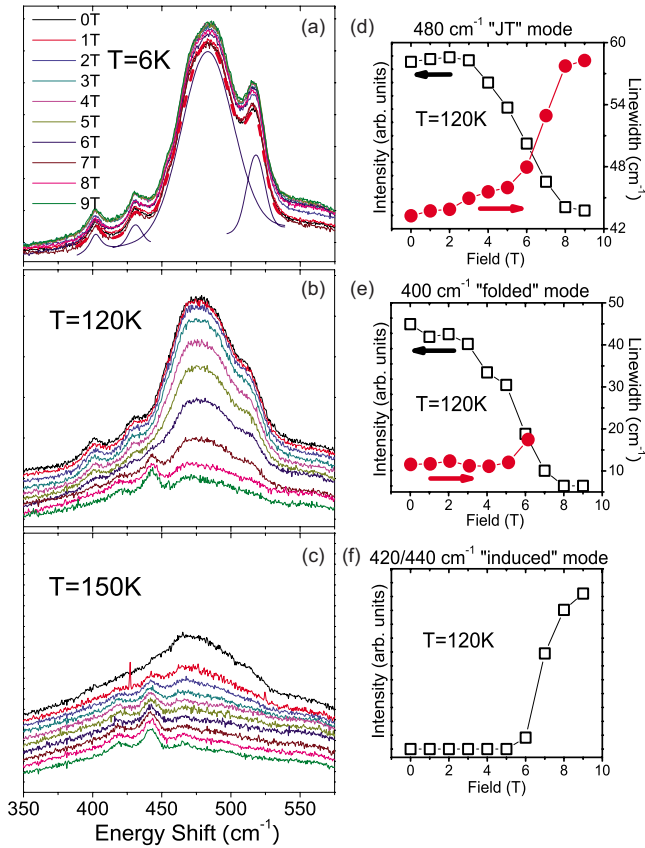 (a)
0T
1T
2T
3T
4T
5T
6T
7T
8T
9T
T=6K
(b)
T=120K
(c)
T=150K
350 400 450 500 550
Energy Shift (cm⁻¹)
(d) 480 cm⁻¹ "JT" mode
Intensity (arb. units)
T=120K
60
54
48
42
Linewidth (cm⁻¹)
0 2 4 6 8 10
Field (T)
(e) 400 cm⁻¹ "folded" mode
Intensity (arb. units)
T=120K
50
40
30
20
10
Linewidth (cm⁻¹)
0 2 4 6 8 10
Field (T)
(f) 420/440 cm⁻¹ "induced" mode
Intensity (arb. units)
T=120K
0 2 4 6 8 10
Field (T)